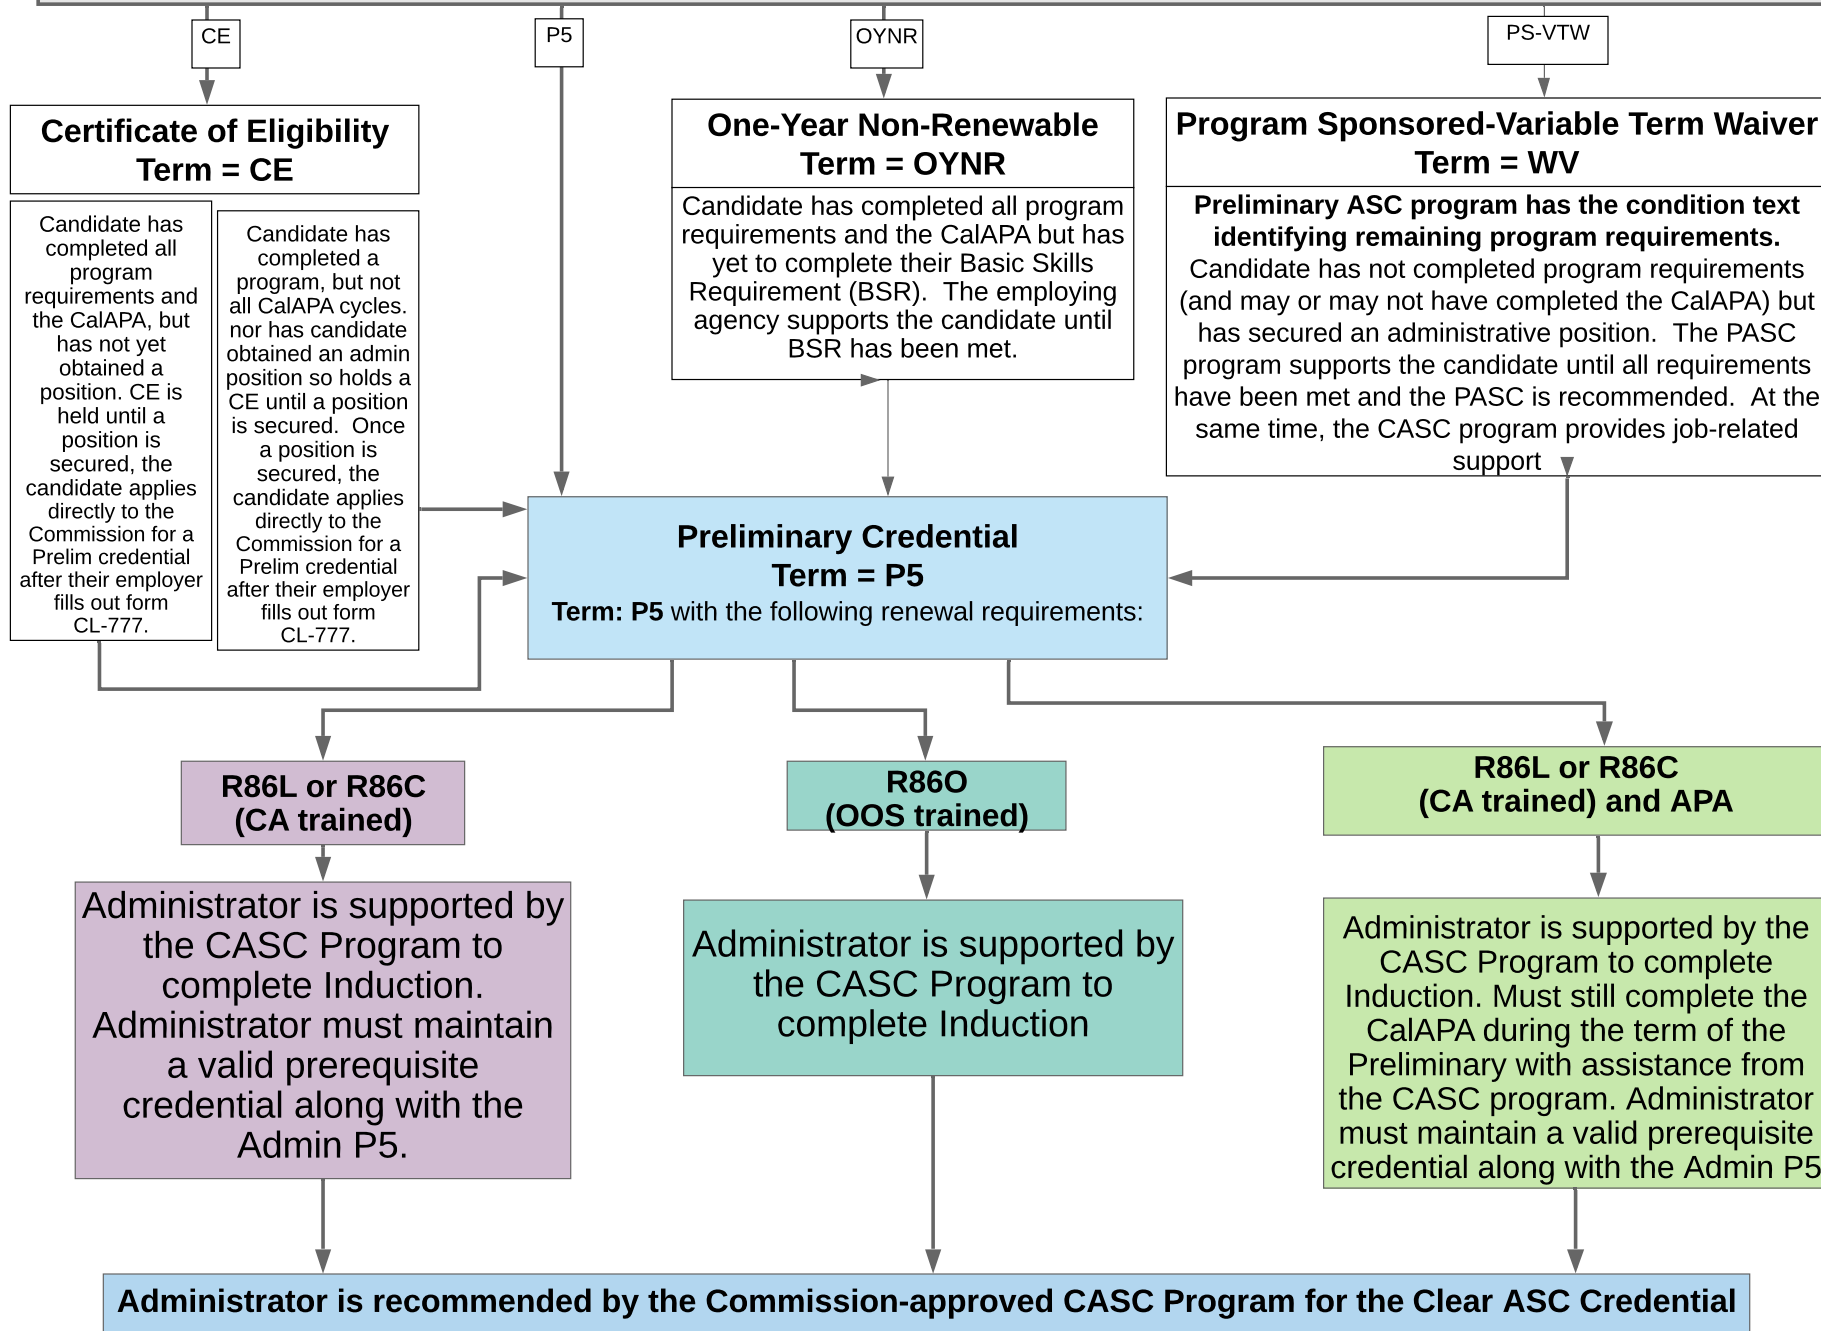 CE
P5
OYNR
PS-VTW
Certificate of Eligibility
Term = CE
Candidate has
completed all
program
requirements and
the CalAPA, but
has not yet
obtained a
position. CE is
held until a
position is
secured, the
candidate applies
directly to the
Commission for a
Prelim credential
after their employer
fills out form
CL-777.
Candidate has
completed a
program, but not
all CalAPA cycles.
nor has candidate
obtained an admin
position so holds a
CE until a position
is secured.  Once
a position is
secured, the
candidate applies
directly to the
Commission for a
Prelim credential
after their employer
fills out form
CL-777.
One-Year Non-Renewable
Term = OYNR
Candidate has completed all program
requirements and the CalAPA but has
yet to complete their Basic Skills
Requirement (BSR).  The employing
agency supports the candidate until
BSR has been met.
Program Sponsored-Variable Term Waiver
Term = WV
Preliminary ASC program has the condition text
identifying remaining program requirements.
Candidate has not completed program requirements
(and may or may not have completed the CalAPA) but
has secured an administrative position.  The PASC
program supports the candidate until all requirements
have been met and the PASC is recommended.  At the
same time, the CASC program provides job-related
support
Preliminary Credential
Term = P5
Term: P5 with the following renewal requirements:
R86L or R86C
(CA trained)
Administrator is supported by
the CASC Program to
complete Induction.
Administrator must maintain
a valid prerequisite
credential along with the
Admin P5.
R86O
(OOS trained)
Administrator is supported by
the CASC Program to
complete Induction
R86L or R86C
(CA trained) and APA
Administrator is supported by the
CASC Program to complete
Induction. Must still complete the
CalAPA during the term of the
Preliminary with assistance from
the CASC program. Administrator
must maintain a valid prerequisite
credential along with the Admin P5
Administrator is recommended by the Commission-approved CASC Program for the Clear ASC Credential